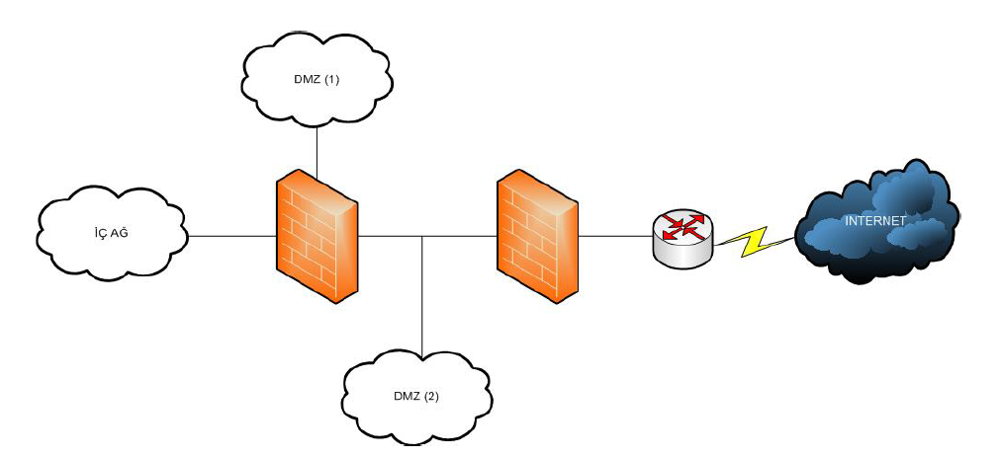 DMZ (1)
İÇ AĞ
INTERNET
DMZ (2)